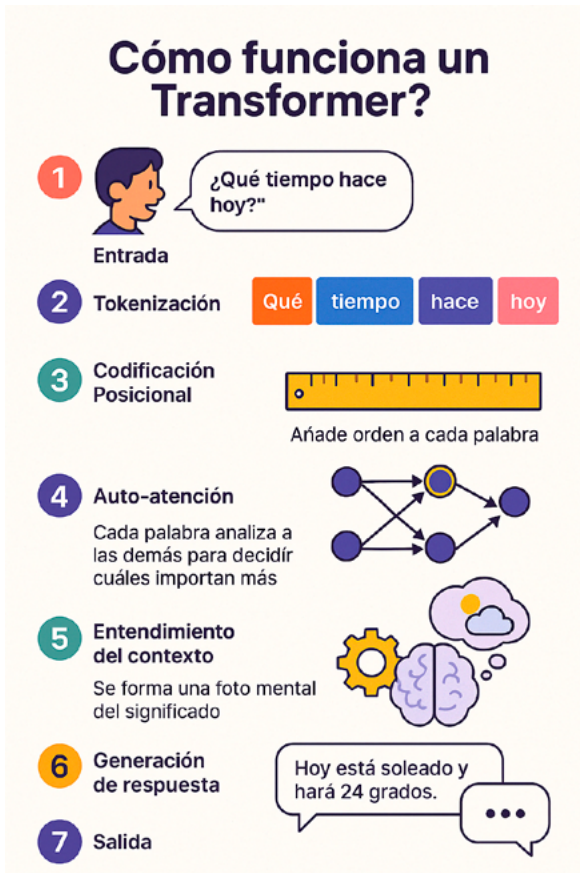 Cómo funciona un
Transformer?
1
¿Qué tiempo hace
hoy?"
Entrada
2
Tokenización
Qué
tiempo
hace
hoy
3
Codificación
Posicional
Ańade orden a cada palabra
4
Auto-atención
Cada palabra analiza a
las demás para decidír
cuáles importan más
5
Entendimiento
del contexto
Se forma una foto mental
del significado
6
Generación
de respuesta
Hoy está soleado y
hará 24 grados.
7
Salida